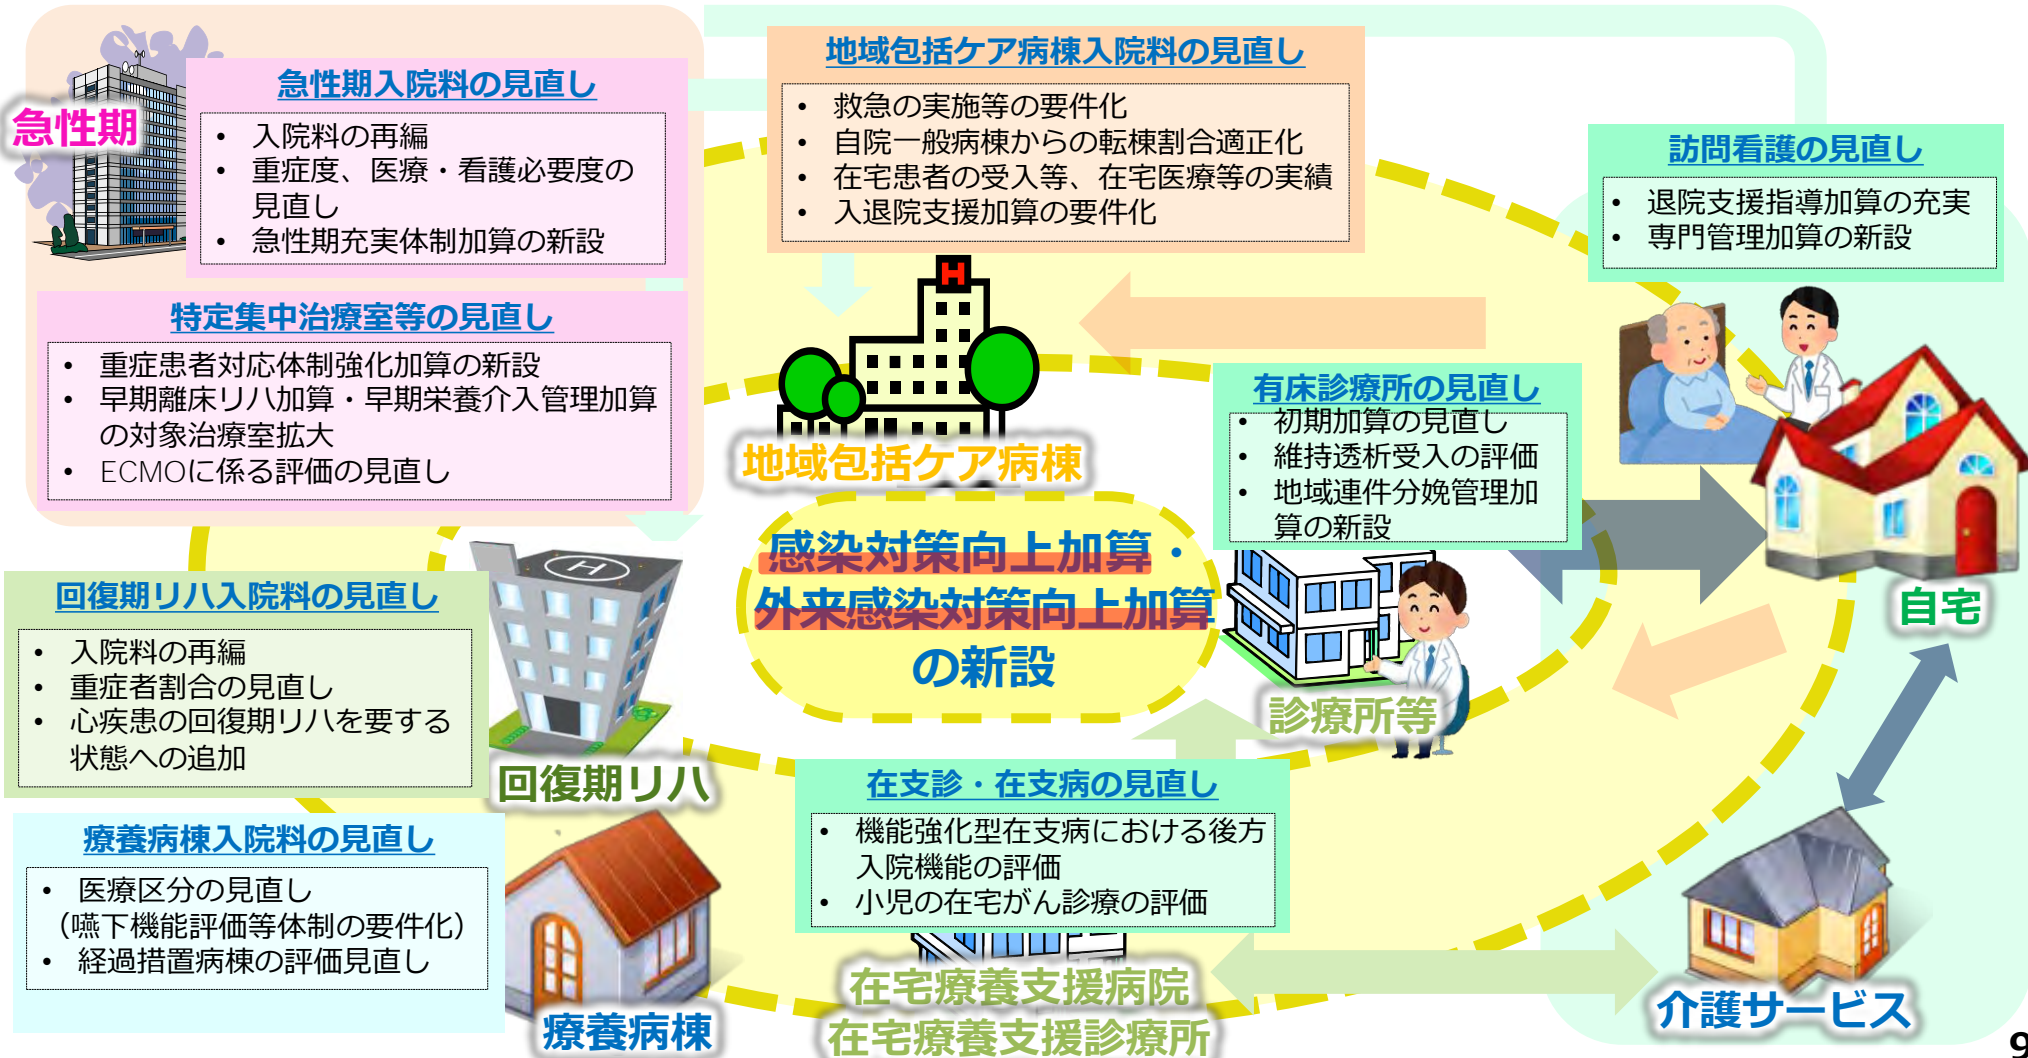 急性期
急性期入院料の見直し
• 入院料の再編
• 重症度、医療・看護必要度の
見直し
• 急性期充実体制加算の新設
特定集中治療室等の見直し
• 重症患者対応体制強化加算の新設
• 早期離床リハ加算・早期栄養介入管理加算
の対象治療室拡大
• ECMOに係る評価の見直し
地域包括ケア病棟入院料の見直し
• 救急の実施等の要件化
• 自院一般病棟からの転棟割合適正化
• 在宅患者の受入等、在宅医療等の実績
• 入退院支援加算の要件化
H
地域包括ケア病棟
訪問看護の見直し
• 退院支援指導加算の充実
• 専門管理加算の新設
有床診療所の見直し
• 初期加算の見直し
• 維持透析受入の評価
• 地域連件分娩管理加
算の新設
自宅
感染対策向上加算・
外来感染対策向上加算
の新設
診療所等
回復期リハ入院料の見直し
• 入院料の再編
• 重症者割合の見直し
• 心疾患の回復期リハを要する
状態への追加
H
回復期リハ
療養病棟入院料の見直し
• 医療区分の見直し
（嚥下機能評価等体制の要件化）
• 経過措置病棟の評価見直し
療養病棟
在支診・在支病の見直し
• 機能強化型在支病における後方
入院機能の評価
• 小児の在宅がん診療の評価
在宅療養支援病院
在宅療養支援診療所
介護サービス
9